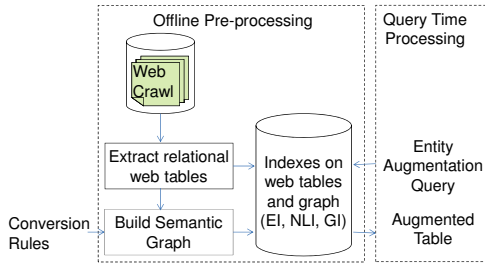 Offline Pre-processing
Query Time
Processing
Web
Crawl
Extract relational
web tables
Indexes on
web tables
and graph
(EI, NLI, GI)
Entity
Augmentation
Query
Conversion
Rules
Build Semantic
Graph
Augmented
Table